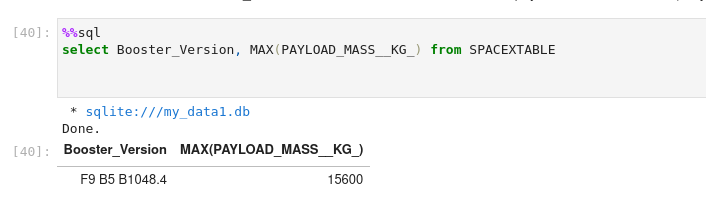 [40]: %%sql
select Booster_Version, MAX(PAYLOAD_MASS__KG_) from SPACEXTABLE
* sqlite:///my_data1.db
Done.
[40]: Booster_Version MAX(PAYLOAD_MASS__KG_)
F9 B5 B1048.4 15600